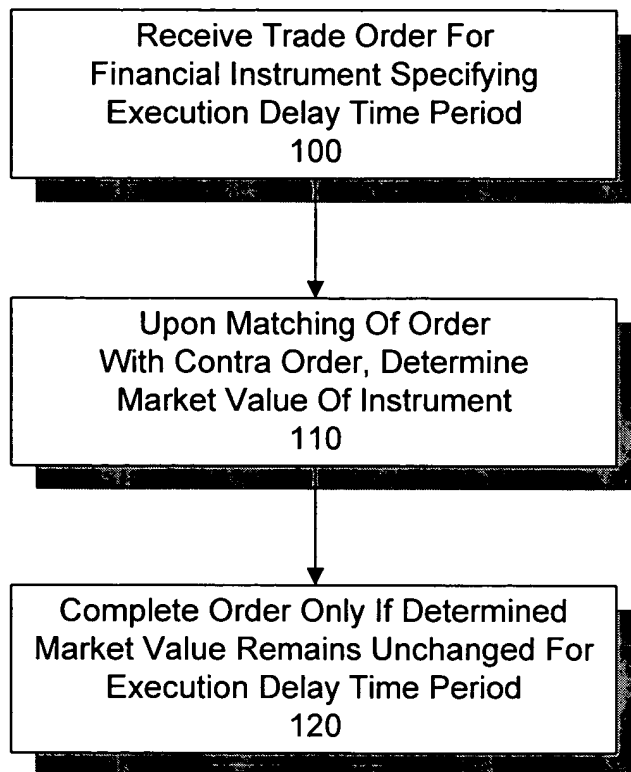 Receive Trade Order For
Financial Instrument Specifying
Execution Delay Time Period
100
Upon Matching Of Order
With Contra Order, Determine
Market Value Of Instrument
110
Complete Order Only If Determined
Market Value Remains Unchanged For
Execution Delay Time Period
120